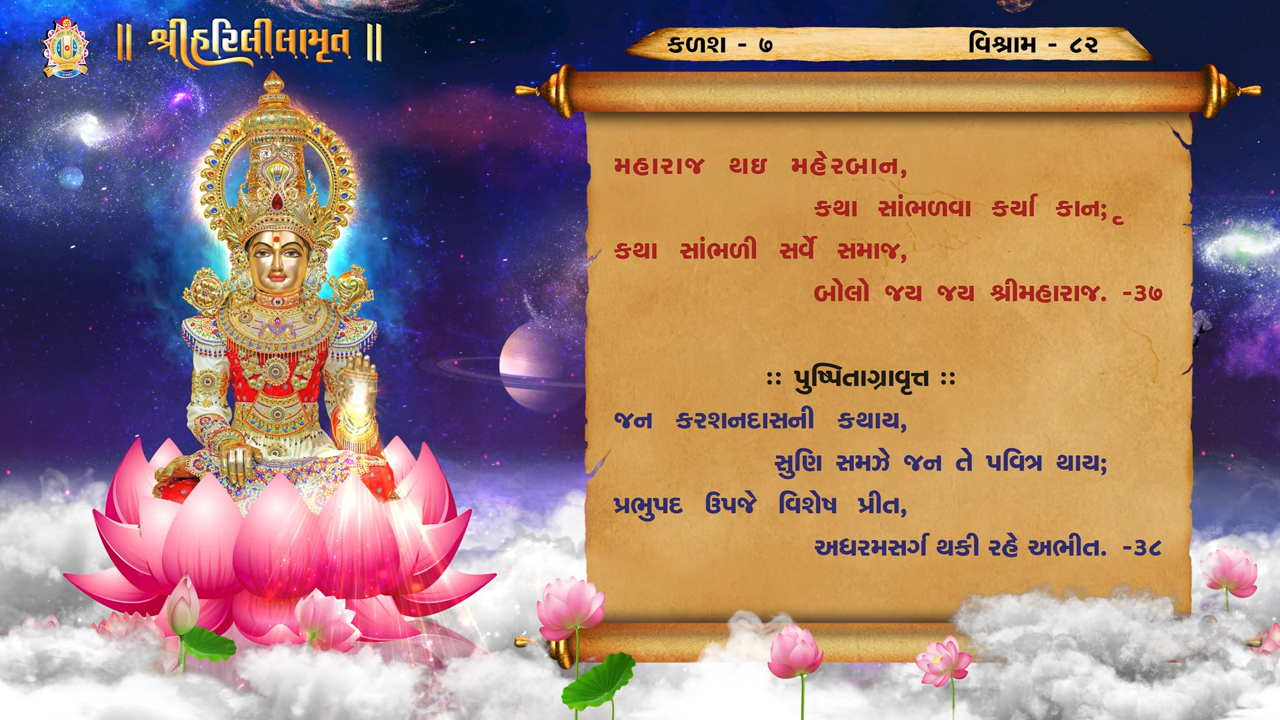 ॥ શ્રીહરિલીલામૃત ॥
કળશ - ૭
વિશ્રામ - ૮૨
મહારાજ થઇ મહેરબાન,
કથા સાંભળવા કર્યા કાન;ૃ
કથા સાંભળી સર્વે સમાજ,
બોલો જય જય શ્રીમહારાજ. -૩૭
:: પુષ્પિતાગ્રાવૃત્ત ::
જન કરશનદાસની કથાય,
સુણિ સમઝે જન તે પવિત્ર થાય;
પ્રભુપદ ઉપજે વિશેષ પ્રીત,
અધરમસર્ગ થકી રહે અભીત. -૩૮